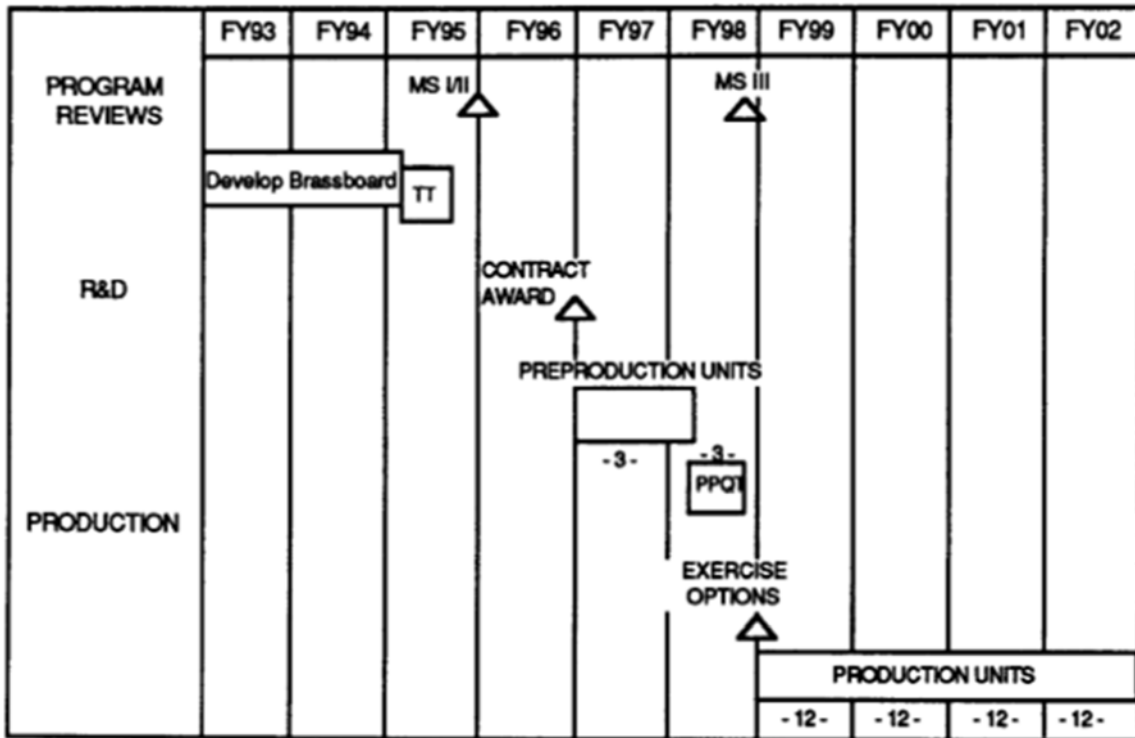 FY93 FY94 FY95 FY96 FY97 FY98 FY99 FY00 FY01 FY02
PROGRAM
REVIEWS
MS I/II
MS III
Develop Brassboard
TT
R&D
CONTRACT
AWARD
PREPRODUCTION UNITS
- 3 - - 3 -
PPQT
PRODUCTION
EXERCISE
OPTIONS
PRODUCTION UNITS
- 12 - - 12 - - 12 - - 12 -